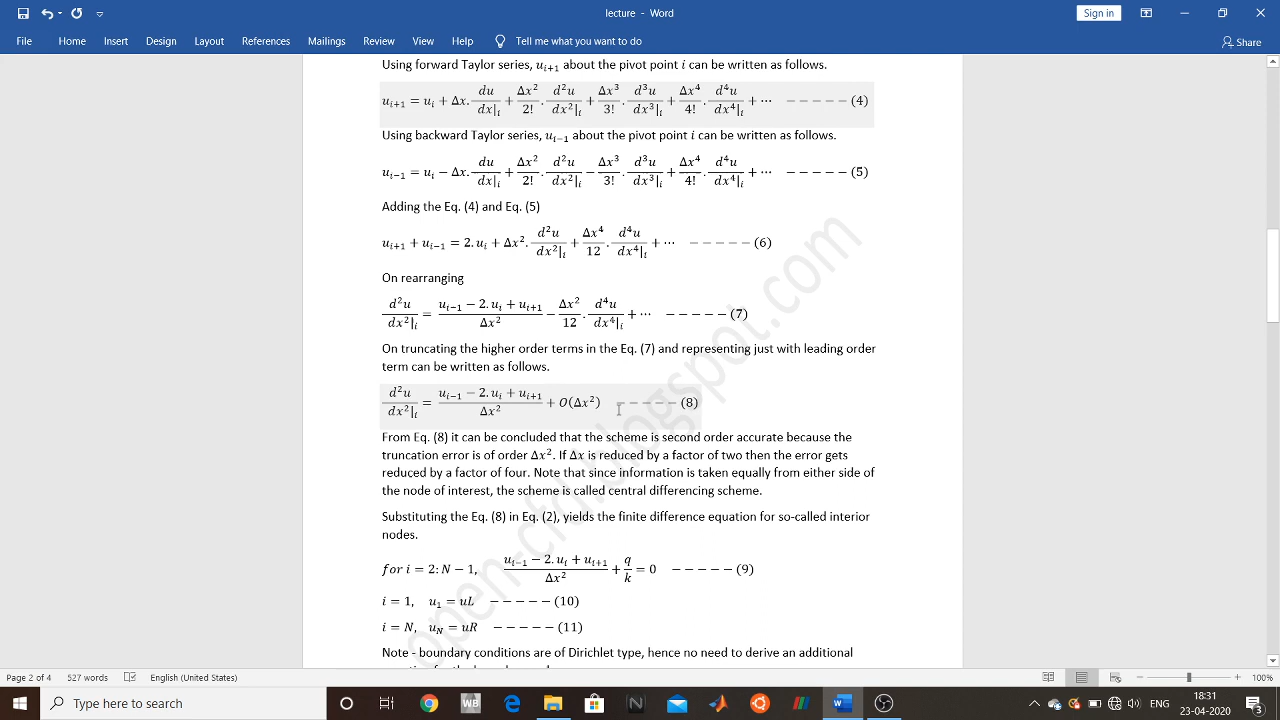 lecture - Word
Sign in
File Home Insert Design Layout References Mailings Review View Help Tell me what you want to do Share
Using forward Taylor series, u_{i+1} about the pivot point i can be written as follows.
u_{i+1} = u_i + Δx. du/dx|_i + Δx²/2! . d²u/dx²|_i + Δx³/3! . d³u/dx³|_i + Δx⁴/4! . d⁴u/dx⁴|_i + ⋯ − − − − − (4)
Using backward Taylor series, u_{i−1} about the pivot point i can be written as follows.
u_{i−1} = u_i − Δx. du/dx|_i + Δx²/2! . d²u/dx²|_i − Δx³/3! . d³u/dx³|_i + Δx⁴/4! . d⁴u/dx⁴|_i + ⋯ − − − − − (5)
Adding the Eq. (4) and Eq. (5)
u_{i+1} + u_{i−1} = 2. u_i + Δx². d²u/dx²|_i + Δx⁴/12 . d⁴u/dx⁴|_i + ⋯ − − − − − (6)
On rearranging
d²u/dx²|_i = (u_{i−1} − 2. u_i + u_{i+1})/Δx² − Δx²/12 . d⁴u/dx⁴|_i + ⋯ − − − − − (7)
On truncating the higher order terms in the Eq. (7) and representing just with leading order
term can be written as follows.
d²u/dx²|_i = (u_{i−1} − 2. u_i + u_{i+1})/Δx² + O(Δx²) − − − − − (8)
From Eq. (8) it can be concluded that the scheme is second order accurate because the
truncation error is of order Δx². If Δx is reduced by a factor of two then the error gets
reduced by a factor of four. Note that since information is taken equally from either side of
the node of interest, the scheme is called central differencing scheme.
Substituting the Eq. (8) in Eq. (2), yields the finite difference equation for so-called interior
nodes.
for i = 2: N − 1, (u_{i−1} − 2. u_i + u_{i+1})/Δx² + q/k = 0 − − − − − (9)
i = 1, u_1 = uL − − − − − (10)
i = N, u_N = uR − − − − − (11)
Note - boundary conditions are of Dirichlet type, hence no need to derive an additional
open-cfd.blogspot.com
Page 2 of 4 527 words English (United States) 100%
Type here to search
ENG
18:31
23-04-2020
3